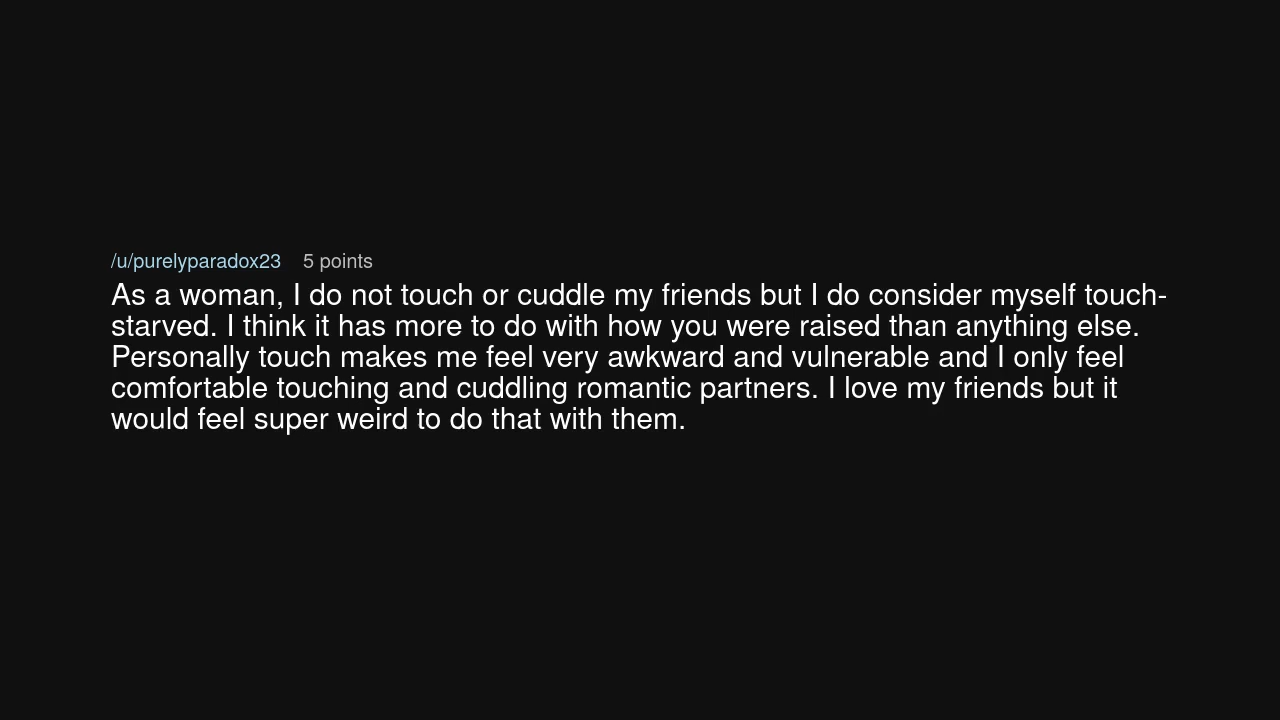 /u/purelyparadox23 5 points
As a woman, I do not touch or cuddle my friends but I do consider myself touch-
starved. I think it has more to do with how you were raised than anything else.
Personally touch makes me feel very awkward and vulnerable and I only feel
comfortable touching and cuddling romantic partners. I love my friends but it
would feel super weird to do that with them.